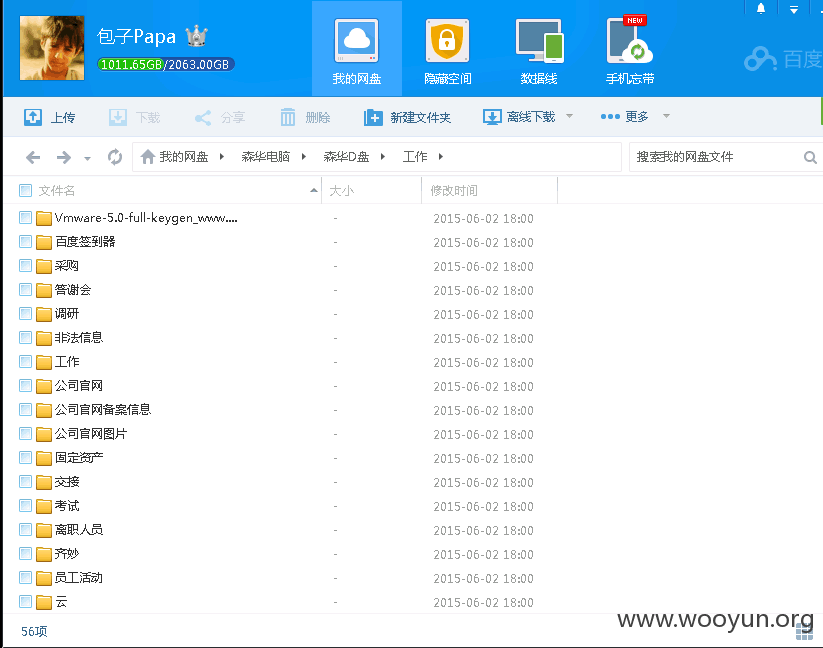 包子Papa
1011.65GB/2063.00GB
我的网盘
隐藏空间
数据线
NEW
手机忘带
百度
上传
下载
分享
删除
新建文件夹
离线下载
更多
我的网盘 森华电脑 森华D盘 工作
搜索我的网盘文件
文件名 大小 修改时间
Vmware-5.0-full-keygen_www.... - 2015-06-02 18:00
百度签到器 - 2015-06-02 18:00
采购 - 2015-06-02 18:00
答谢会 - 2015-06-02 18:00
调研 - 2015-06-02 18:00
非法信息 - 2015-06-02 18:00
工作 - 2015-06-02 18:00
公司官网 - 2015-06-02 18:00
公司官网备案信息 - 2015-06-02 18:00
公司官网图片 - 2015-06-02 18:00
固定资产 - 2015-06-02 18:00
交接 - 2015-06-02 18:00
考试 - 2015-06-02 18:00
离职人员 - 2015-06-02 18:00
齐妙 - 2015-06-02 18:00
员工活动 - 2015-06-02 18:00
云 - 2015-06-02 18:00
56项
www.wooyun.org